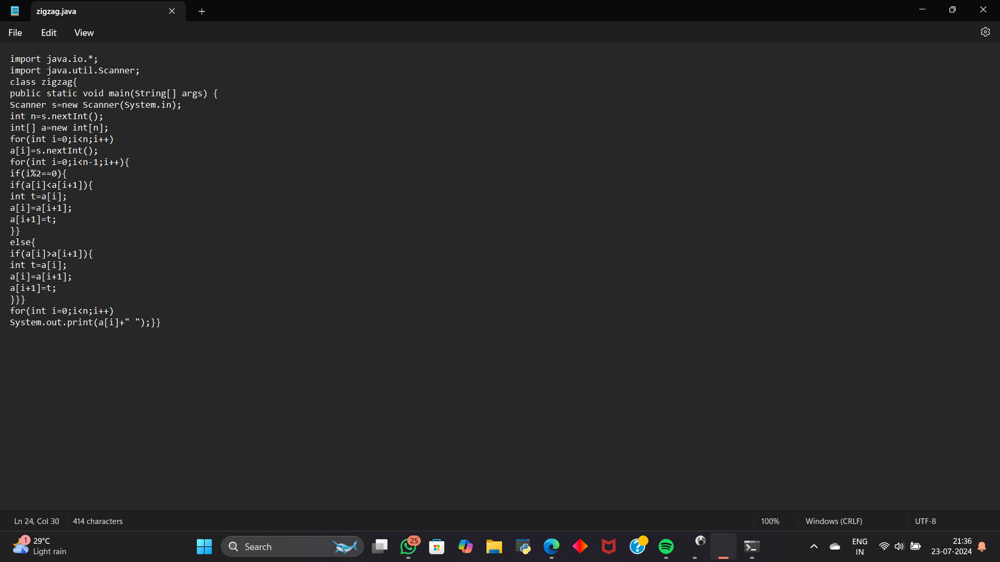 zigzag.java
File Edit View
import java.io.*;
import java.util.Scanner;
class zigzag{
public static void main(String[] args) {
Scanner s=new Scanner(System.in);
int n=s.nextInt();
int[] a=new int[n];
for(int i=0;i<n;i++)
a[i]=s.nextInt();
for(int i=0;i<n-1;i++){
if(i%2==0){
if(a[i]<a[i+1]){
int t=a[i];
a[i]=a[i+1];
a[i+1]=t;
}}
else{
if(a[i]>a[i+1]){
int t=a[i];
a[i]=a[i+1];
a[i+1]=t;
}}}
for(int i=0;i<n;i++)
System.out.print(a[i]+" ");}}
Ln 24, Col 30 414 characters 100% Windows (CRLF) UTF-8
1 29°C
Light rain
Search
25
ENG
IN
21:36
23-07-2024